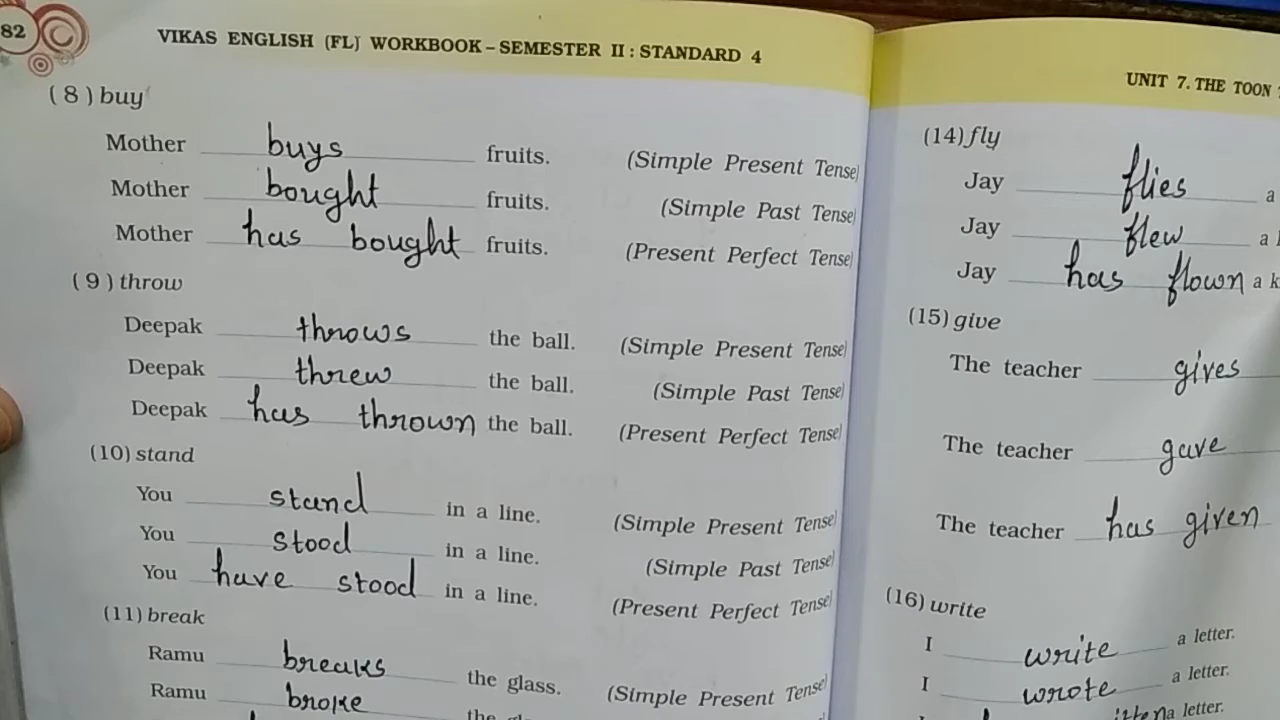 82
VIKAS ENGLISH (FL) WORKBOOK – SEMESTER II : STANDARD 4
(8) buy
Mother buys fruits. (Simple Present Tense)
Mother bought fruits. (Simple Past Tense)
Mother has bought fruits. (Present Perfect Tense)
(9) throw
Deepak throws the ball. (Simple Present Tense)
Deepak threw the ball. (Simple Past Tense)
Deepak has thrown the ball. (Present Perfect Tense)
(10) stand
You stand in a line. (Simple Present Tense)
You stood in a line. (Simple Past Tense)
You have stood in a line. (Present Perfect Tense)
(11) break
Ramu breaks the glass. (Simple Present Tense)
Ramu broke the
UNIT 7. THE TOON
(14) fly
Jay flies a
Jay flew a
Jay has flown a k
(15) give
The teacher gives
The teacher gave
The teacher has given
(16) write
I write a letter.
I wrote a letter.
a letter.